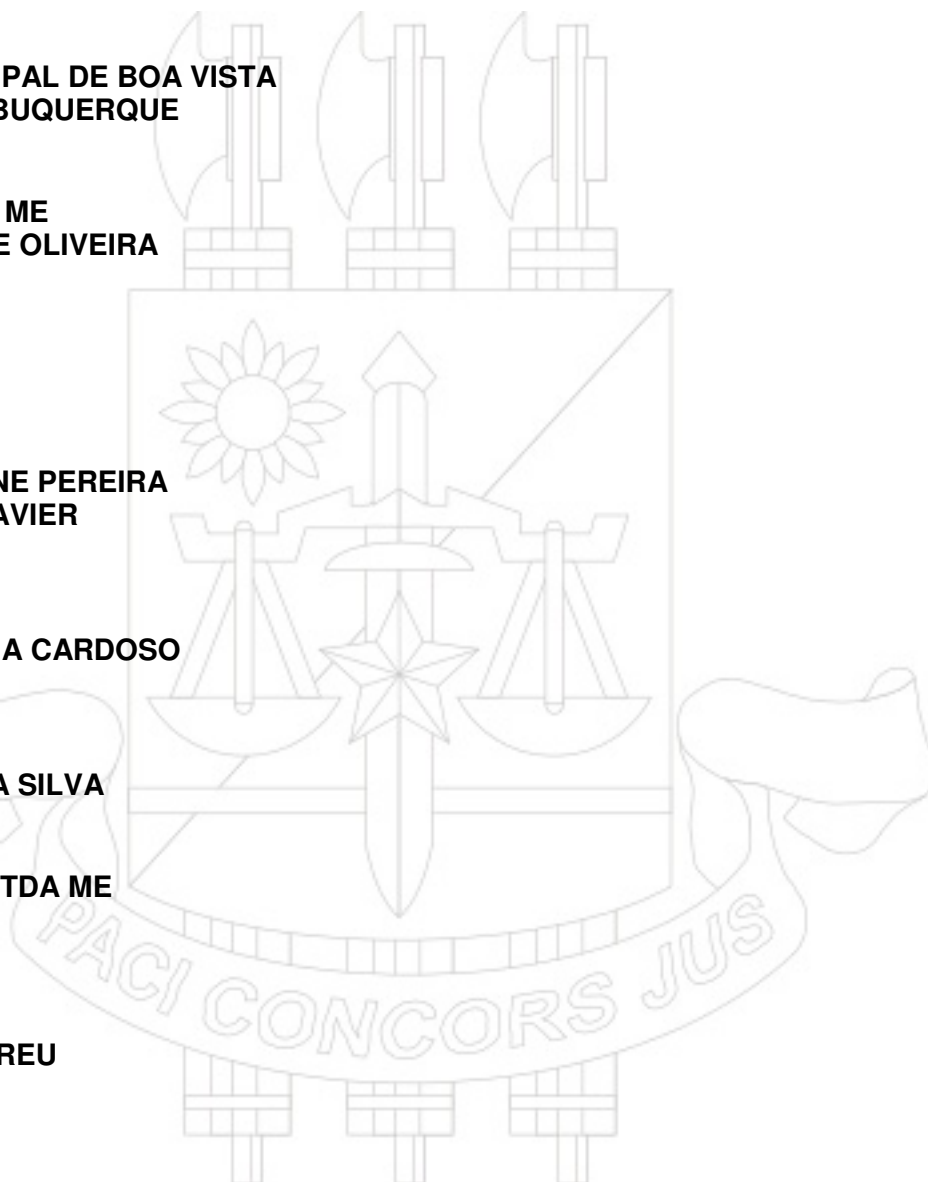 PAL DE BOA VISTA
BUQUERQUE
ME
E OLIVEIRA
NE PEREIRA
AVIER
A CARDOSO
A SILVA
TDA ME
REU
PACI CONCORS JUS